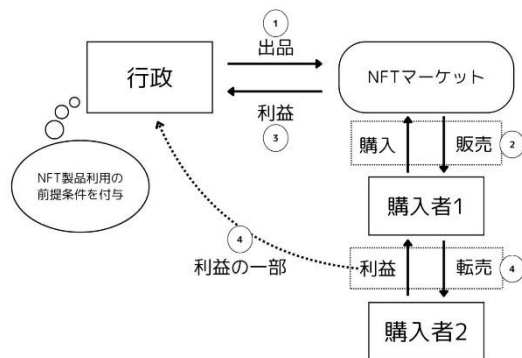 1
出品
行政
NFTマーケット
利益
3
購入
販売
2
NFT製品利用の
前提条件を付与
購入者1
4
利益の一部
利益
転売
4
購入者2